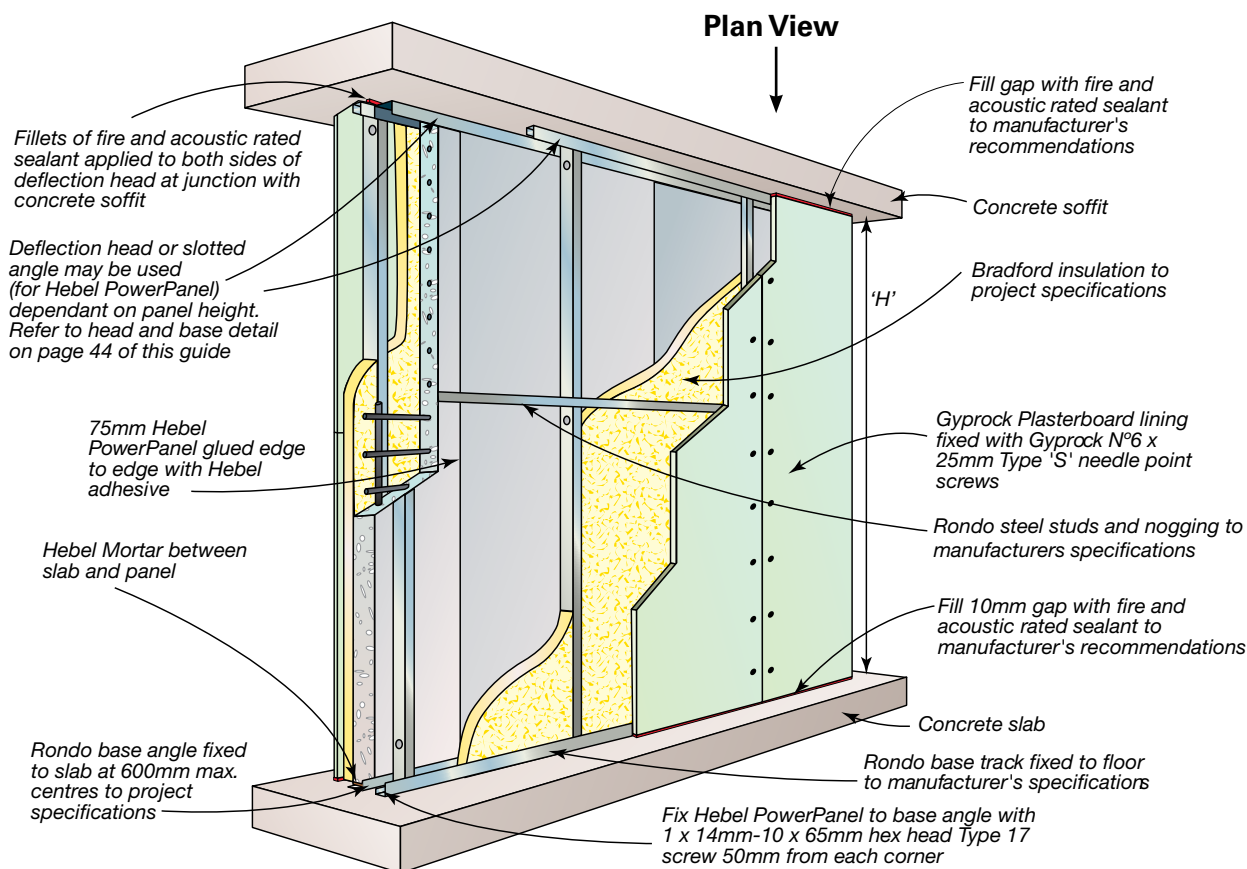 Plan View
Fillets of fire and acoustic rated
sealant applied to both sides of
deflection head at junction with
concrete soffit
Deflection head or slotted
angle may be used
(for Hebel PowerPanel)
dependant on panel height.
Refer to head and base detail
on page 44 of this guide
75mm Hebel
PowerPanel glued edge
to edge with Hebel
adhesive
Hebel Mortar between
slab and panel
Rondo base angle fixed
to slab at 600mm max.
centres to project
specifications
Fill gap with fire and
acoustic rated sealant
to manufacturer's
recommendations
Concrete soffit
Bradford insulation to
project specifications
‘H’
Gyprock Plasterboard lining
fixed with Gyprock Nº6 x
25mm Type 'S' needle point
screws
Rondo steel studs and nogging to
manufacturers specifications
Fill 10mm gap with fire and
acoustic rated sealant to
manufacturer's recommendations
Concrete slab
Rondo base track fixed to floor
to manufacturer's specifications
Fix Hebel PowerPanel to base angle with
1 x 14mm-10 x 65mm hex head Type 17
screw 50mm from each corner